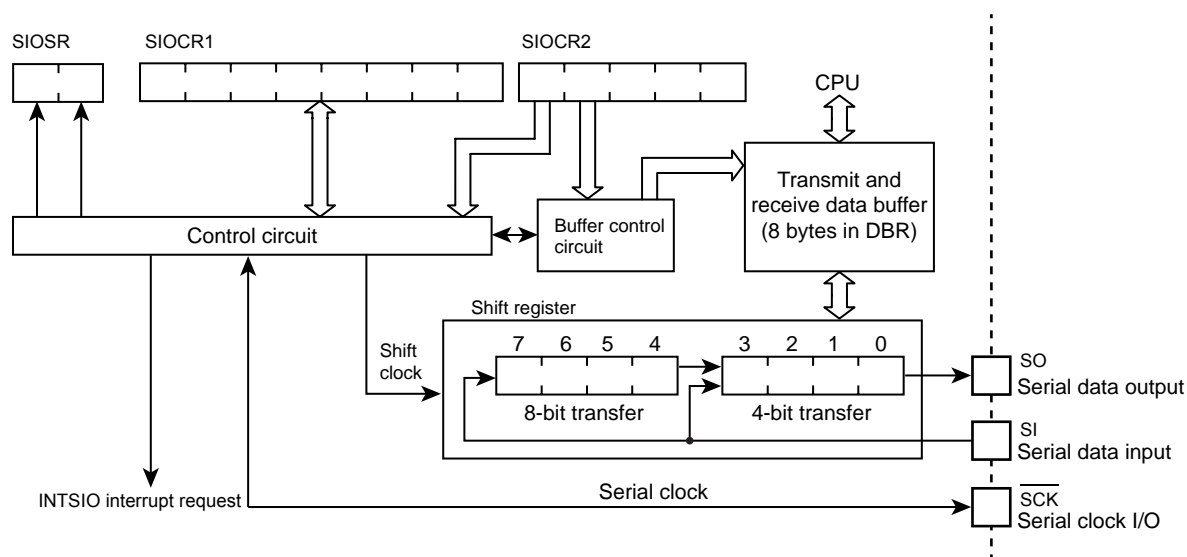 SIOSR
SIOCR1
SIOCR2
CPU
Transmit and
receive data buffer
(8 bytes in DBR)
Control circuit
Buffer control
circuit
Shift register
7 6 5 4 3 2 1 0
Shift
clock
8-bit transfer
4-bit transfer
SO
Serial data output
SI
Serial data input
INTSIO interrupt request
Serial clock
SCK
Serial clock I/O